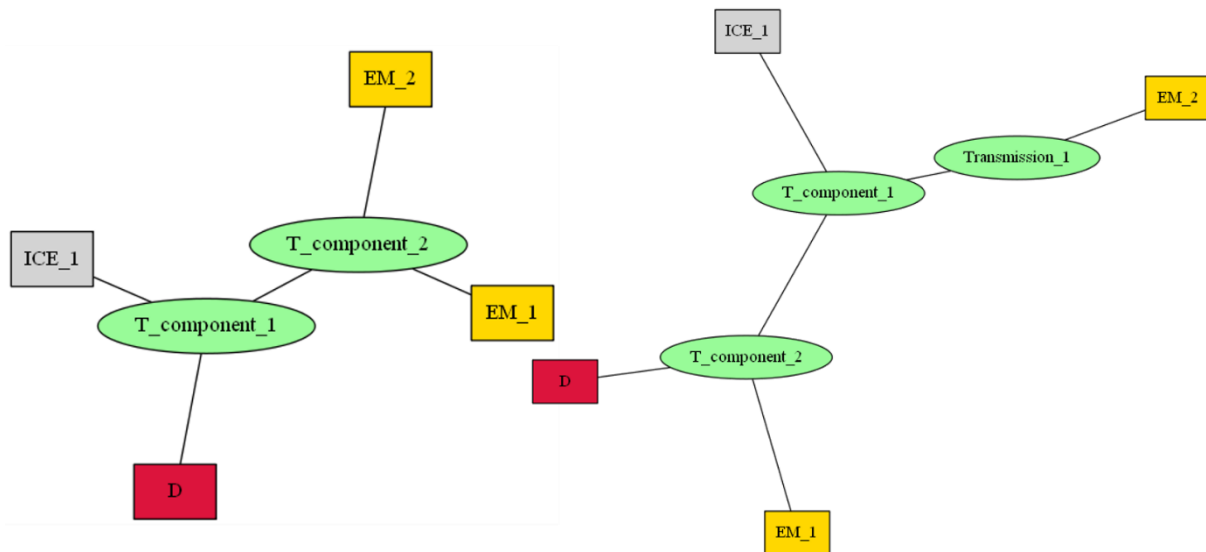 EM_2
ICE_1
T_component_2
EM_1
T_component_1
D
ICE_1
EM_2
Transmission_1
T_component_1
T_component_2
D
EM_1